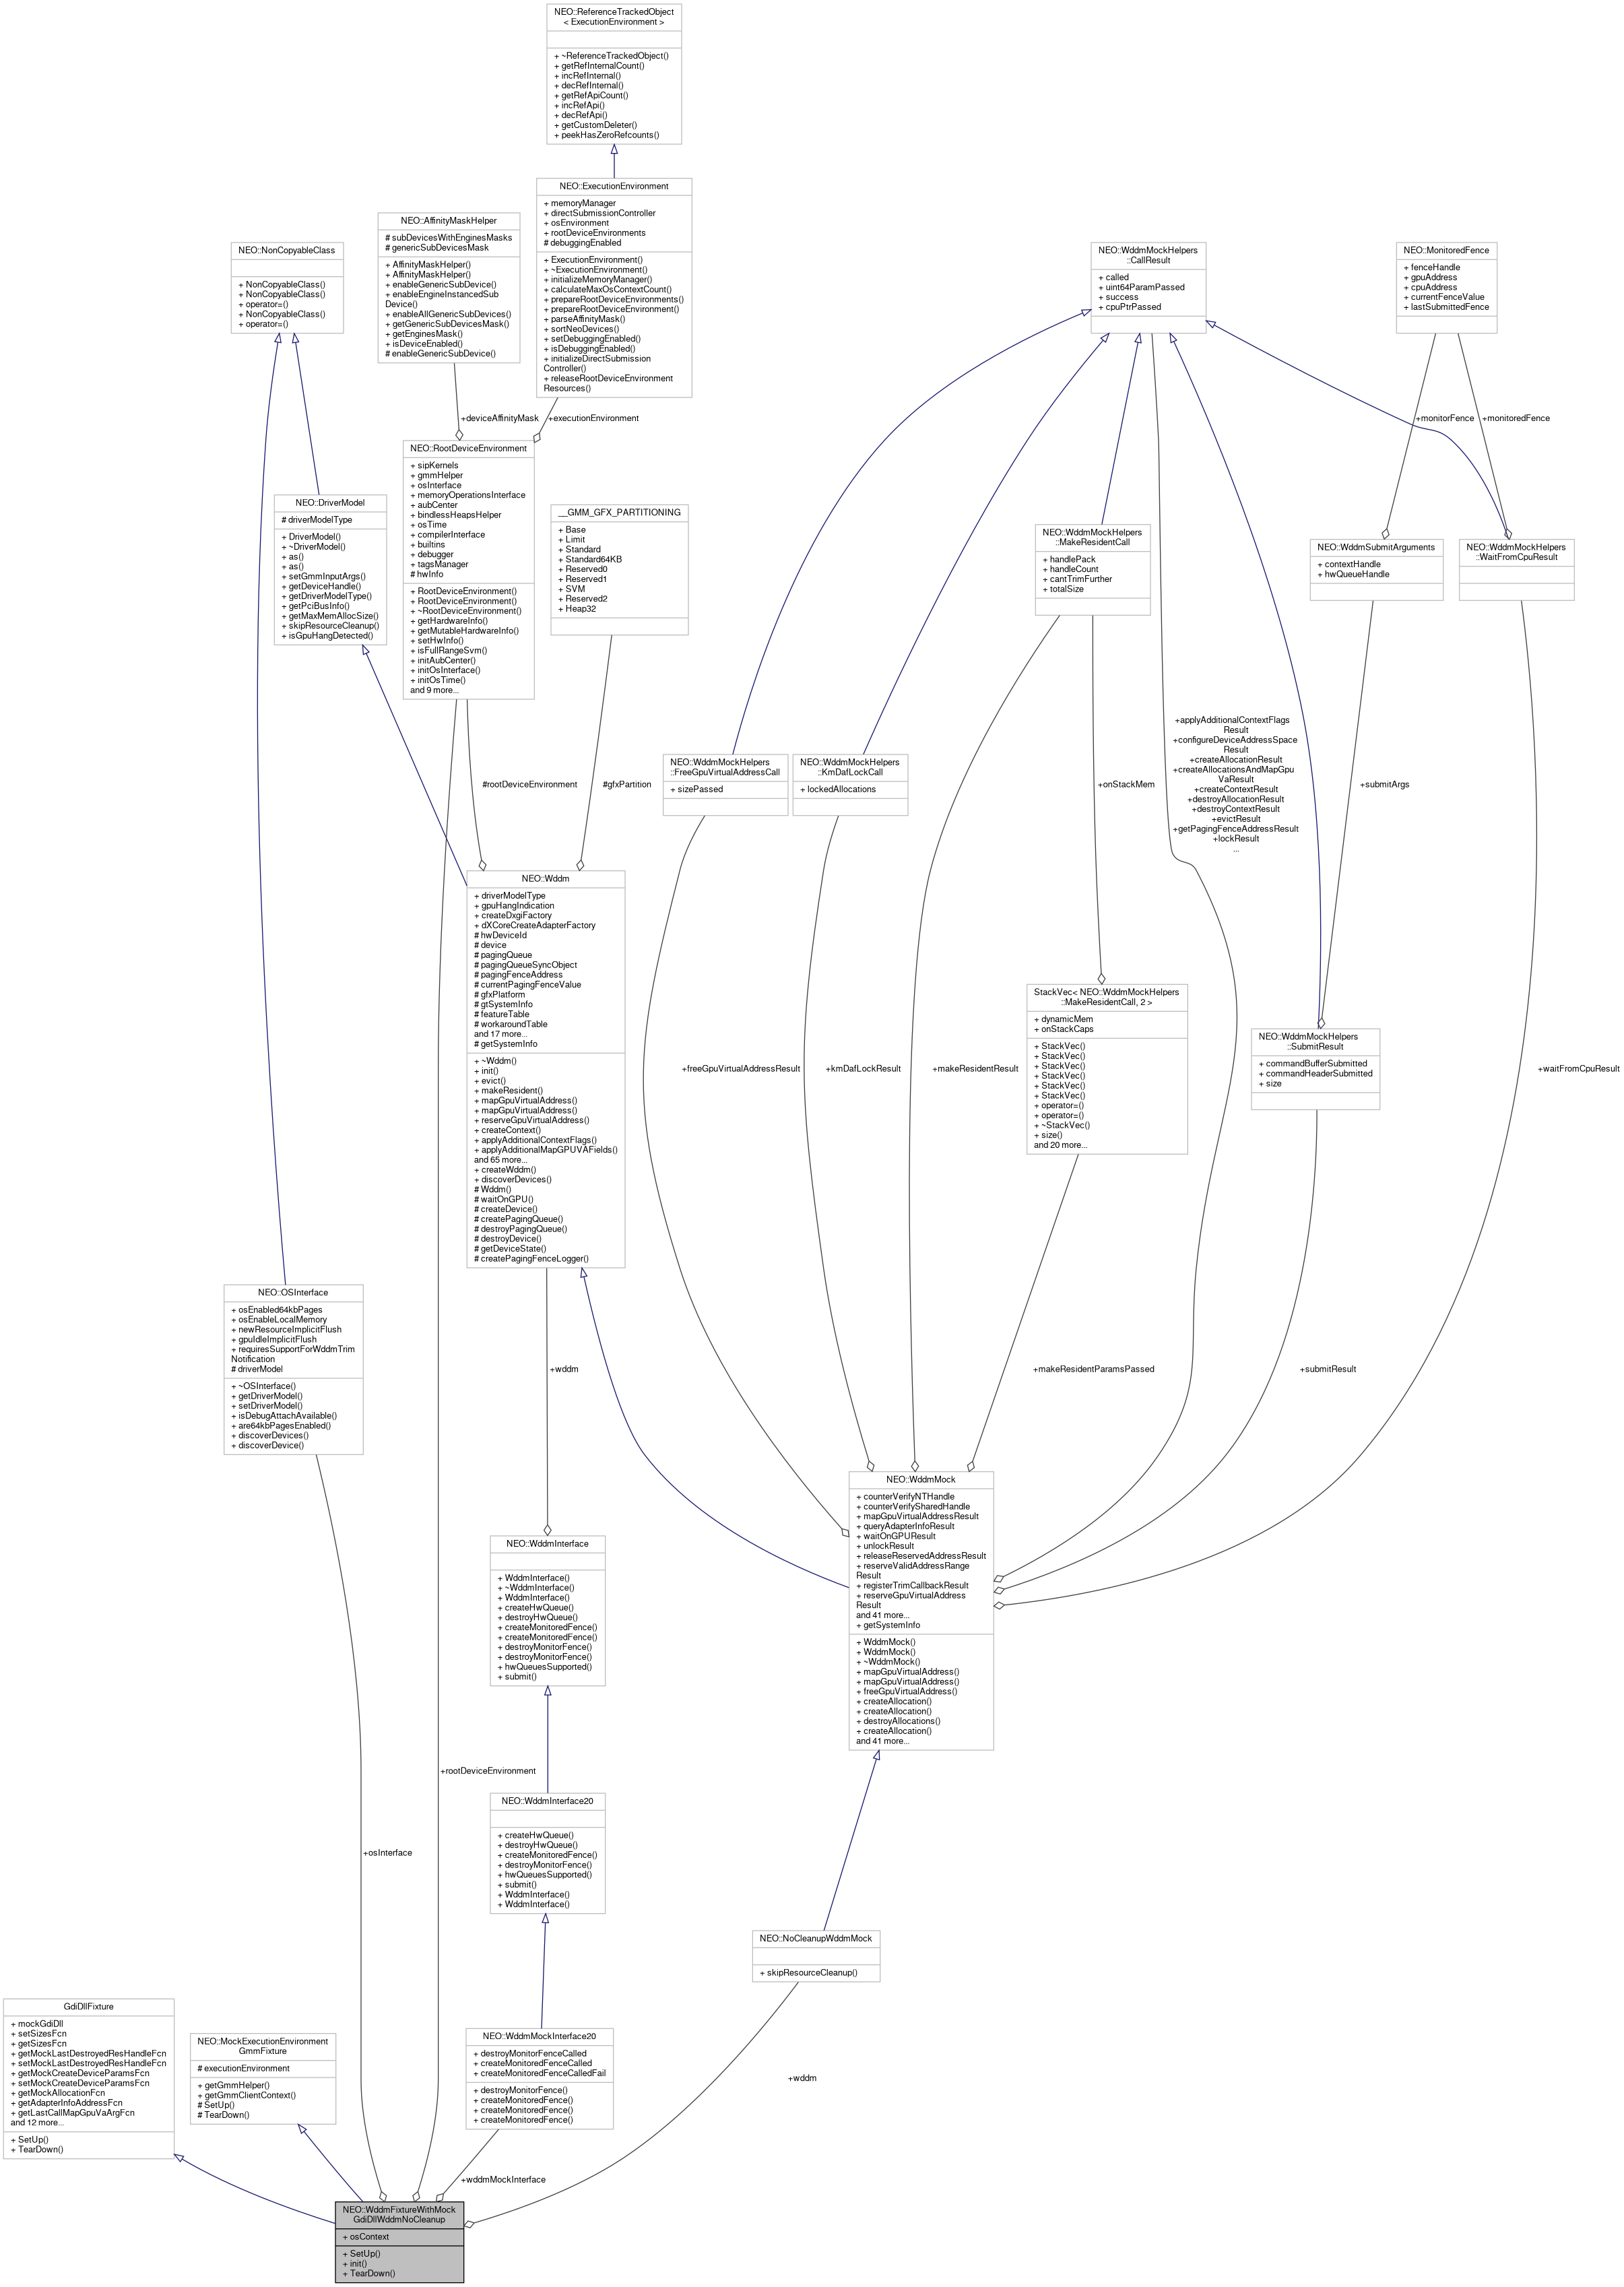 NEO::ReferenceTrackedObject
< ExecutionEnvironment >
+ ~ReferenceTrackedObject()
+ getRefInternalCount()
+ incRefInternal()
+ decRefInternal()
+ getRefApiCount()
+ incRefApi()
+ decRefApi()
+ getCustomDeleter()
+ peekHasZeroRefcounts()
NEO::ExecutionEnvironment
+ memoryManager
+ directSubmissionController
+ osEnvironment
+ rootDeviceEnvironments
# debuggingEnabled
+ ExecutionEnvironment()
+ ~ExecutionEnvironment()
+ initializeMemoryManager()
+ calculateMaxOsContextCount()
+ prepareRootDeviceEnvironments()
+ prepareRootDeviceEnvironment()
+ parseAffinityMask()
+ sortNeoDevices()
+ setDebuggingEnabled()
+ isDebuggingEnabled()
+ initializeDirectSubmission
Controller()
+ releaseRootDeviceEnvironment
Resources()
NEO::AffinityMaskHelper
# subDevicesWithEnginesMasks
# genericSubDevicesMask
+ AffinityMaskHelper()
+ AffinityMaskHelper()
+ enableGenericSubDevice()
+ enableEngineInstancedSub
Device()
+ enableAllGenericSubDevices()
+ getGenericSubDevicesMask()
+ getEnginesMask()
+ isDeviceEnabled()
# enableGenericSubDevice()
NEO::NonCopyableClass
+ NonCopyableClass()
+ NonCopyableClass()
+ operator=()
+ NonCopyableClass()
+ operator=()
NEO::WddmMockHelpers
::CallResult
+ called
+ uint64ParamPassed
+ success
+ cpuPtrPassed
NEO::MonitoredFence
+ fenceHandle
+ gpuAddress
+ cpuAddress
+ currentFenceValue
+ lastSubmittedFence
+deviceAffinityMask
+executionEnvironment
+monitorFence
+monitoredFence
NEO::RootDeviceEnvironment
+ sipKernels
+ gmmHelper
+ osInterface
+ memoryOperationsInterface
+ aubCenter
+ bindlessHeapsHelper
+ osTime
+ compilerInterface
+ builtins
+ debugger
+ tagsManager
# hwInfo
+ RootDeviceEnvironment()
+ RootDeviceEnvironment()
+ ~RootDeviceEnvironment()
+ getHardwareInfo()
+ getMutableHardwareInfo()
+ setHwInfo()
+ isFullRangeSvm()
+ initAubCenter()
+ initOsInterface()
+ initOsTime()
and 9 more...
NEO::DriverModel
# driverModelType
+ DriverModel()
+ ~DriverModel()
+ as()
+ as()
+ setGmmInputArgs()
+ getDeviceHandle()
+ getDriverModelType()
+ getPciBusInfo()
+ getMaxMemAllocSize()
+ skipResourceCleanup()
+ isGpuHangDetected()
__GMM_GFX_PARTITIONING
+ Base
+ Limit
+ Standard
+ Standard64KB
+ Reserved0
+ Reserved1
+ SVM
+ Reserved2
+ Heap32
NEO::WddmMockHelpers
::MakeResidentCall
+ handlePack
+ handleCount
+ cantTrimFurther
+ totalSize
NEO::WddmSubmitArguments
+ contextHandle
+ hwQueueHandle
NEO::WddmMockHelpers
::WaitFromCpuResult
+applyAdditionalContextFlags
Result
+configureDeviceAddressSpace
Result
+createAllocationResult
+createAllocationsAndMapGpu
VaResult
+createContextResult
+destroyAllocationResult
+destroyContextResult
+evictResult
+getPagingFenceAddressResult
+lockResult
...
NEO::WddmMockHelpers
::FreeGpuVirtualAddressCall
+ sizePassed
NEO::WddmMockHelpers
::KmDafLockCall
+ lockedAllocations
#rootDeviceEnvironment
#gfxPartition
+onStackMem
+submitArgs
NEO::Wddm
+ driverModelType
+ gpuHangIndication
+ createDxgiFactory
+ dXCoreCreateAdapterFactory
# hwDeviceId
# device
# pagingQueue
# pagingQueueSyncObject
# pagingFenceAddress
# currentPagingFenceValue
# gfxPlatform
# gtSystemInfo
# featureTable
# workaroundTable
and 17 more...
# getSystemInfo
+ ~Wddm()
+ init()
+ evict()
+ makeResident()
+ mapGpuVirtualAddress()
+ mapGpuVirtualAddress()
+ reserveGpuVirtualAddress()
+ createContext()
+ applyAdditionalContextFlags()
+ applyAdditionalMapGPUVAFields()
and 65 more...
+ createWddm()
+ discoverDevices()
# Wddm()
# waitOnGPU()
# createDevice()
# createPagingQueue()
# destroyPagingQueue()
# destroyDevice()
# getDeviceState()
# createPagingFenceLogger()
StackVec< NEO::WddmMockHelpers
::MakeResidentCall, 2 >
+ dynamicMem
+ onStackCaps
+ StackVec()
+ StackVec()
+ StackVec()
+ StackVec()
+ StackVec()
+ StackVec()
+ operator=()
+ operator=()
+ ~StackVec()
+ size()
and 20 more...
NEO::WddmMockHelpers
::SubmitResult
+ commandBufferSubmitted
+ commandHeaderSubmitted
+ size
+freeGpuVirtualAddressResult
+kmDafLockResult
+makeResidentResult
+waitFromCpuResult
NEO::OSInterface
+ osEnabled64kbPages
+ osEnableLocalMemory
+ newResourceImplicitFlush
+ gpuIdleImplicitFlush
+ requiresSupportForWddmTrim
Notification
# driverModel
+ ~OSInterface()
+ getDriverModel()
+ setDriverModel()
+ isDebugAttachAvailable()
+ are64kbPagesEnabled()
+ discoverDevices()
+ discoverDevice()
+wddm
+makeResidentParamsPassed
+submitResult
NEO::WddmMock
+ counterVerifyNTHandle
+ counterVerifySharedHandle
+ mapGpuVirtualAddressResult
+ queryAdapterInfoResult
+ waitOnGPUResult
+ unlockResult
+ releaseReservedAddressResult
+ reserveValidAddressRange
Result
+ registerTrimCallbackResult
+ reserveGpuVirtualAddress
Result
and 41 more...
+ getSystemInfo
+ WddmMock()
+ WddmMock()
+ ~WddmMock()
+ mapGpuVirtualAddress()
+ mapGpuVirtualAddress()
+ freeGpuVirtualAddress()
+ createAllocation()
+ createAllocation()
+ destroyAllocations()
+ createAllocation()
and 41 more...
NEO::WddmInterface
+ WddmInterface()
+ ~WddmInterface()
+ WddmInterface()
+ createHwQueue()
+ destroyHwQueue()
+ createMonitoredFence()
+ createMonitoredFence()
+ destroyMonitorFence()
+ destroyMonitorFence()
+ hwQueuesSupported()
+ submit()
+rootDeviceEnvironment
NEO::WddmInterface20
+ createHwQueue()
+ destroyHwQueue()
+ createMonitoredFence()
+ destroyMonitorFence()
+ hwQueuesSupported()
+ submit()
+ WddmInterface()
+ WddmInterface()
+osInterface
NEO::NoCleanupWddmMock
+ skipResourceCleanup()
GdiDllFixture
+ mockGdiDll
+ setSizesFcn
+ getSizesFcn
+ getMockLastDestroyedResHandleFcn
+ setMockLastDestroyedResHandleFcn
+ getMockCreateDeviceParamsFcn
+ setMockCreateDeviceParamsFcn
+ getMockAllocationFcn
+ getAdapterInfoAddressFcn
+ getLastCallMapGpuVaArgFcn
and 12 more...
+ SetUp()
+ TearDown()
NEO::MockExecutionEnvironment
GmmFixture
# executionEnvironment
+ getGmmHelper()
+ getGmmClientContext()
# SetUp()
# TearDown()
NEO::WddmMockInterface20
+ destroyMonitorFenceCalled
+ createMonitoredFenceCalled
+ createMonitoredFenceCalledFail
+ destroyMonitorFence()
+ createMonitoredFence()
+ createMonitoredFence()
+ createMonitoredFence()
+wddm
+wddmMockInterface
NEO::WddmFixtureWithMock
GdiDllWddmNoCleanup
+ osContext
+ SetUp()
+ init()
+ TearDown()